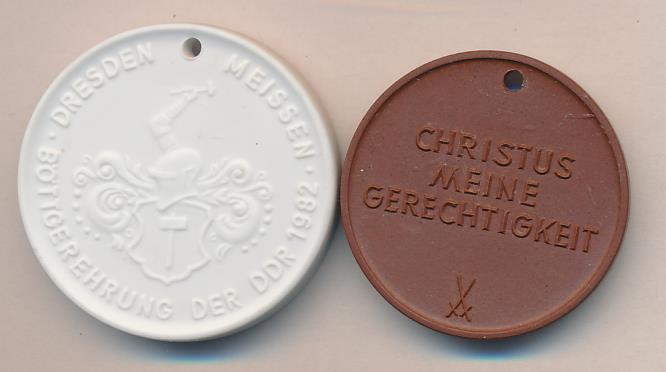 DRESDEN MEISSEN
· BÖTTGEREHRUNG DER DDR 1982 ·
CHRISTUS
MEINE
GERECHTIGKEIT